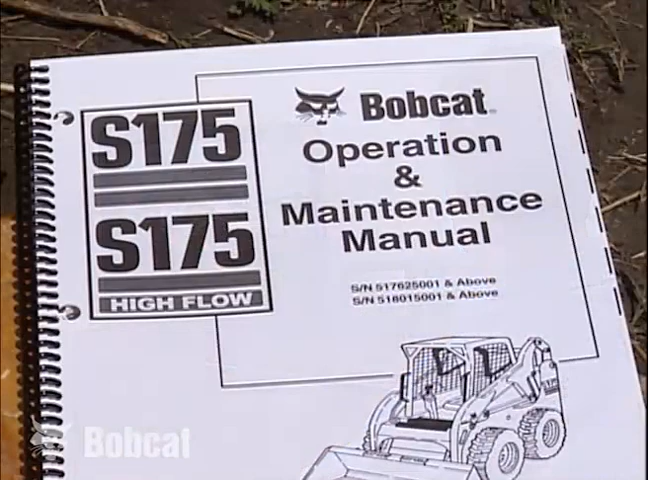 S175
S175
HIGH FLOW
Bobcat
Operation
&
Maintenance
Manual
S/N 517625001 & Above
S/N 518015001 & Above
Bobcat